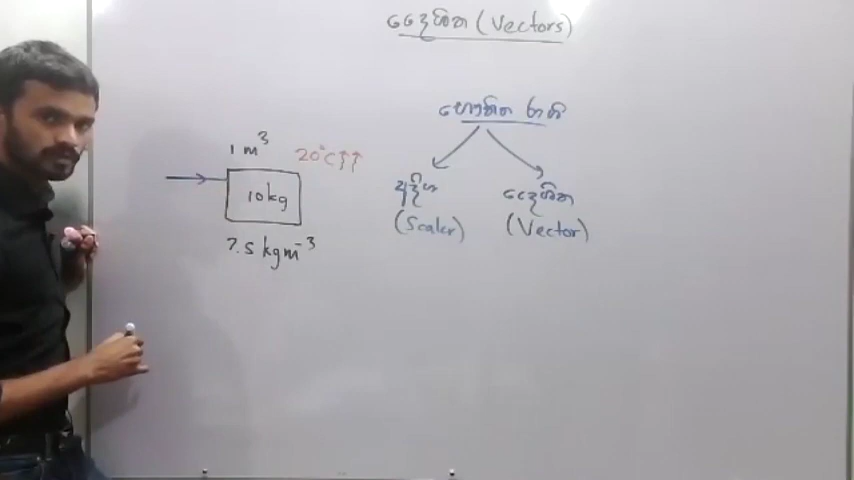 දෛශික (Vectors)
භෞතික රාශි
1 m³
20°C↑↑
10kg
7.5 kgm⁻³
අදිශ
දෛශික
(Scaler)
(Vector)